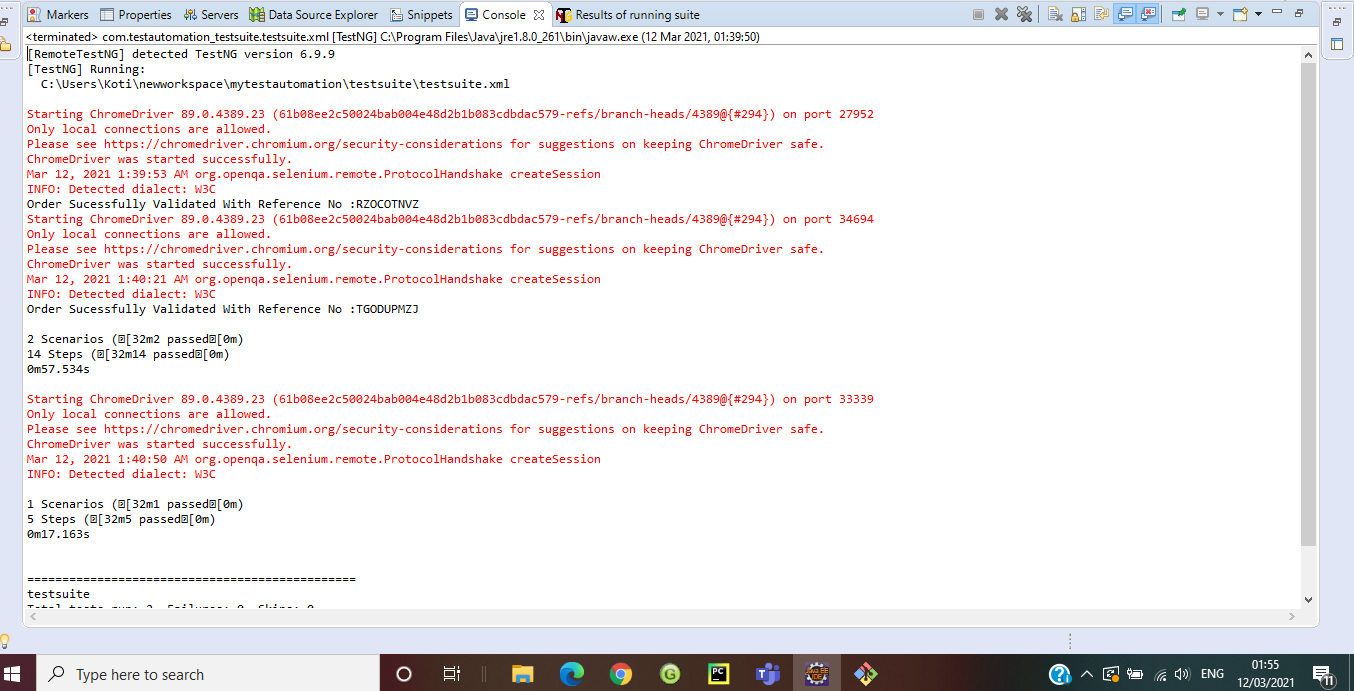 Markers Properties Servers Data Source Explorer Snippets Console Results of running suite
<terminated> com.testautomation_testsuite.testsuite.xml [TestNG] C:\Program Files\Java\jre1.8.0_261\bin\javaw.exe (12 Mar 2021, 01:39:50)
[RemoteTestNG] detected TestNG version 6.9.9
[TestNG] Running:
  C:\Users\Koti\newworkspace\mytestautomation\testsuite\testsuite.xml
Starting ChromeDriver 89.0.4389.23 (61b08ee2c50024bab004e48d2b1b083cdbdac579-refs/branch-heads/4389@{#294}) on port 27952
Only local connections are allowed.
Please see https://chromedriver.chromium.org/security-considerations for suggestions on keeping ChromeDriver safe.
ChromeDriver was started successfully.
Mar 12, 2021 1:39:53 AM org.openqa.selenium.remote.ProtocolHandshake createSession
INFO: Detected dialect: W3C
Order Sucessfully Validated With Reference No :RZOCOTNVZ
Starting ChromeDriver 89.0.4389.23 (61b08ee2c50024bab004e48d2b1b083cdbdac579-refs/branch-heads/4389@{#294}) on port 34694
Only local connections are allowed.
Please see https://chromedriver.chromium.org/security-considerations for suggestions on keeping ChromeDriver safe.
ChromeDriver was started successfully.
Mar 12, 2021 1:40:21 AM org.openqa.selenium.remote.ProtocolHandshake createSession
INFO: Detected dialect: W3C
Order Sucessfully Validated With Reference No :TGODUPMZJ
2 Scenarios (⍰[32m2 passed⍰[0m)
14 Steps (⍰[32m14 passed⍰[0m)
0m57.534s
Starting ChromeDriver 89.0.4389.23 (61b08ee2c50024bab004e48d2b1b083cdbdac579-refs/branch-heads/4389@{#294}) on port 33339
Only local connections are allowed.
Please see https://chromedriver.chromium.org/security-considerations for suggestions on keeping ChromeDriver safe.
ChromeDriver was started successfully.
Mar 12, 2021 1:40:50 AM org.openqa.selenium.remote.ProtocolHandshake createSession
INFO: Detected dialect: W3C
1 Scenarios (⍰[32m1 passed⍰[0m)
5 Steps (⍰[32m5 passed⍰[0m)
0m17.163s
===============================================
testsuite
Total tests run: 2, Failures: 0, Skips: 0
Type here to search
PC
JAVA EE
IDE
ENG
01:55
12/03/2021
11